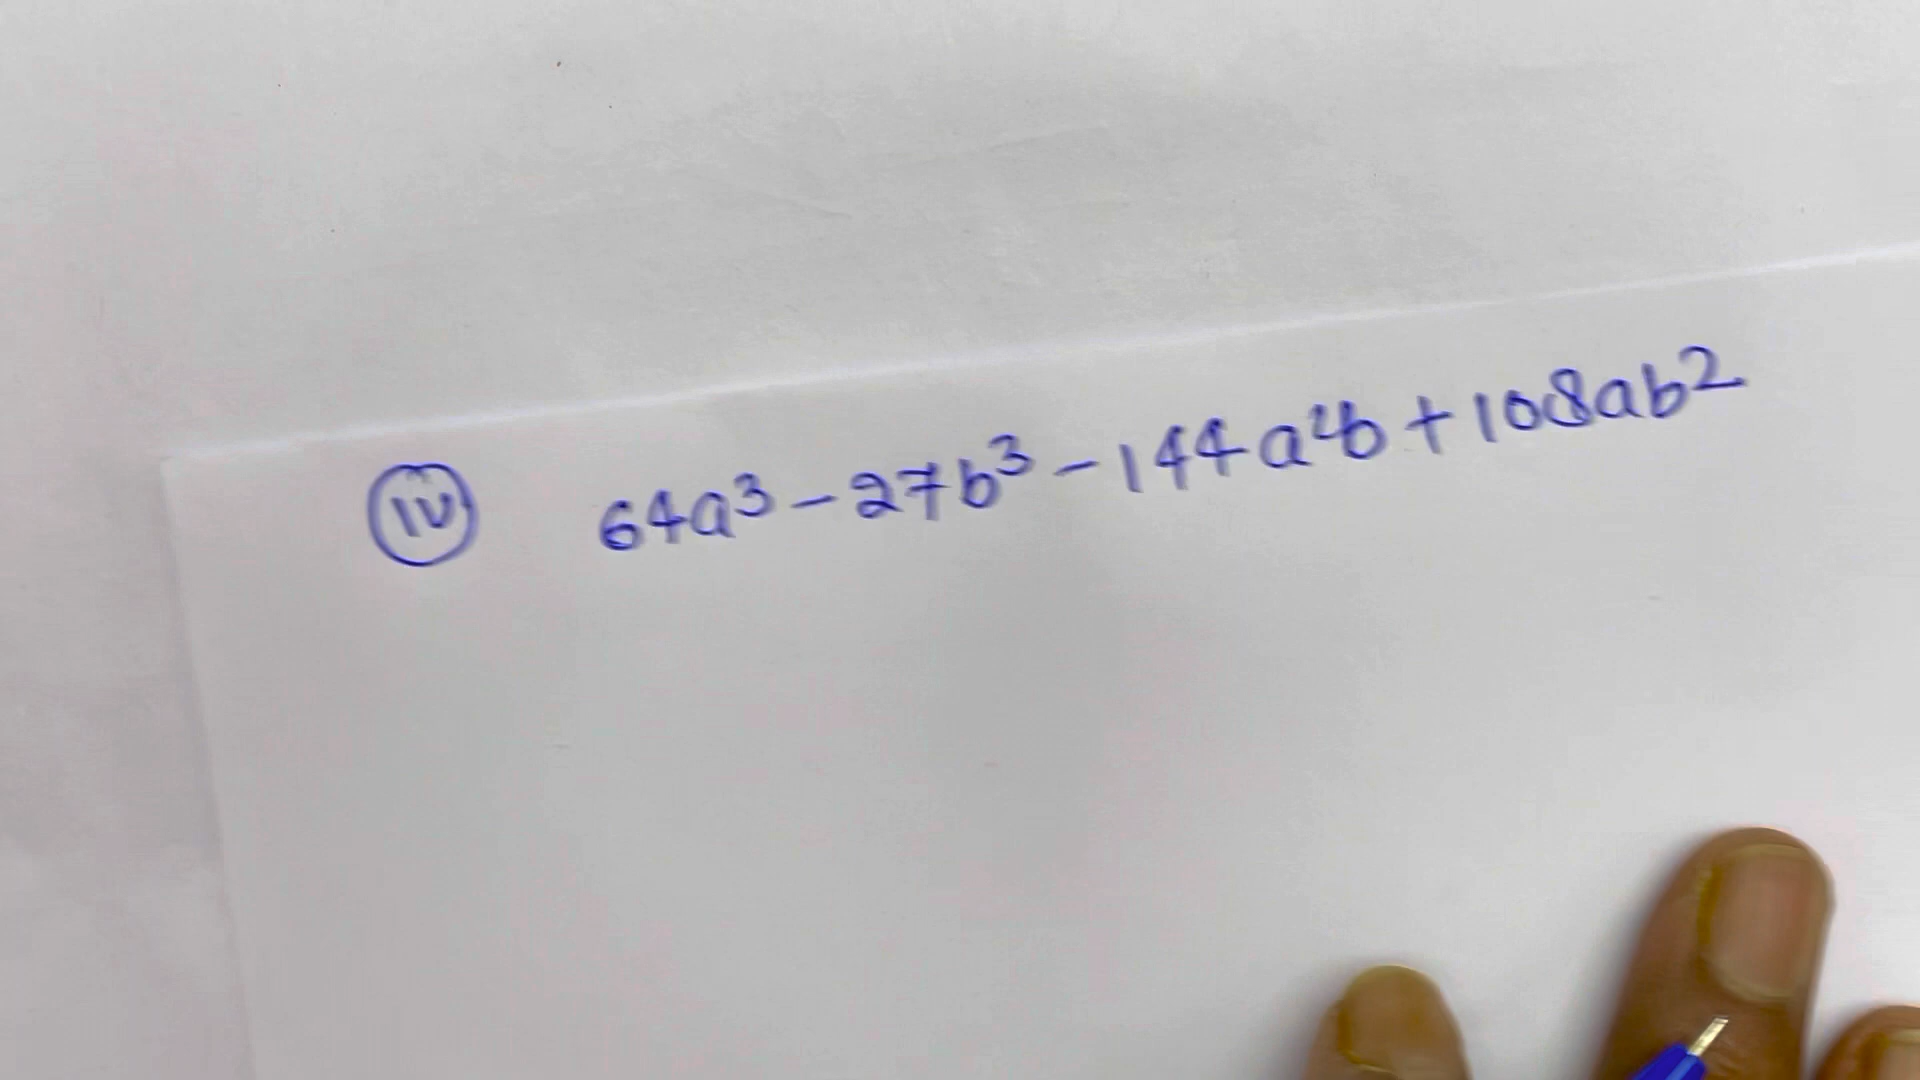 (iv) 64a³ - 27b³ - 144a²b + 108ab²